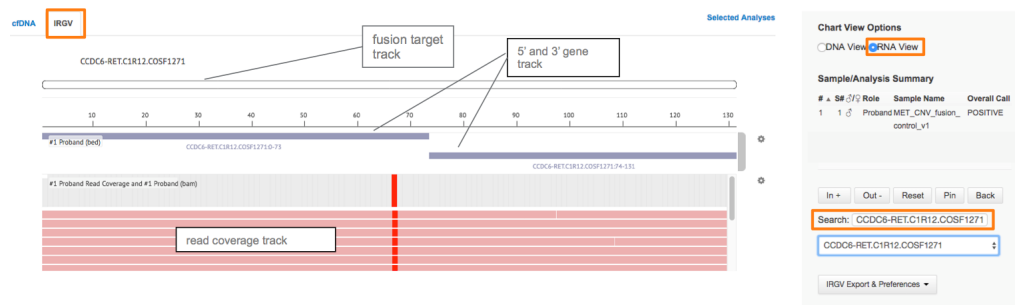 cfDNA
IRGV
Selected Analyses
fusion target
track
5' and 3' gene
track
CCDC6-RET.C1R12.COSF1271
10 20 30 40 50 60 70 80 90 100 110 120 130
#1 Proband (bed)
CCDC6-RET.C1R12.COSF1271:0-73
CCDC6-RET.C1R12.COSF1271:74-131
#1 Proband Read Coverage and #1 Proband (bam)
read coverage track
Chart View Options
DNA View RNA View
Sample/Analysis Summary
# ▲ S# ♂/♀ Role Sample Name Overall Call
1 1 ♂ Proband MET_CNV_fusion_ POSITIVE
control_v1
In + Out - Reset Pin Back
Search: CCDC6-RET.C1R12.COSF1271
CCDC6-RET.C1R12.COSF1271
IRGV Export & Preferences